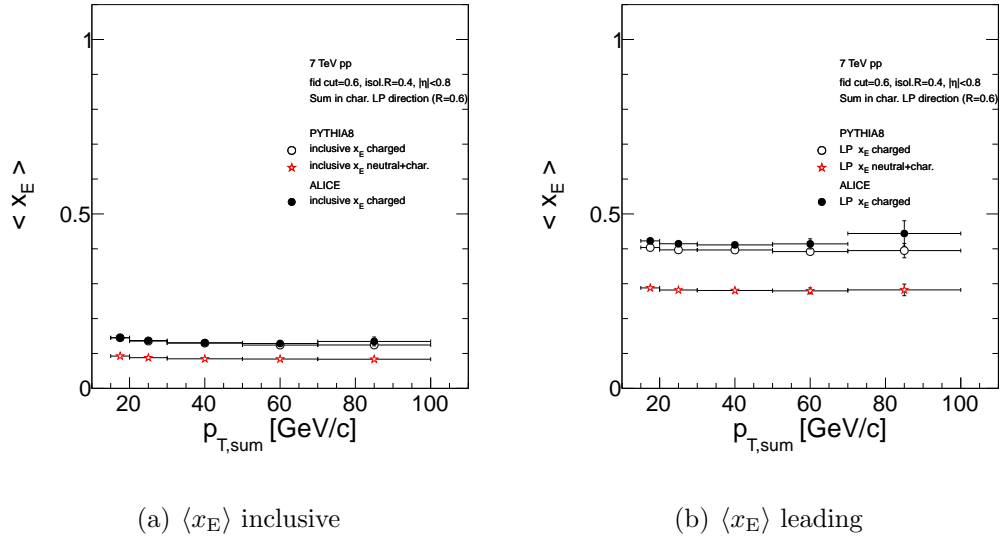 1
0.5
0
< x_E >
7 TeV pp
fid cut=0.6, isol.R=0.4, |η|<0.8
Sum in char. LP direction (R=0.6)
PYTHIA8
inclusive x_E charged
inclusive x_E neutral+char.
ALICE
inclusive x_E charged
20 40 60 80 100
p_T,sum [GeV/c]
(a) ⟨x_E⟩ inclusive
1
0.5
0
< x_E >
7 TeV pp
fid cut=0.6, isol.R=0.4, |η|<0.8
Sum in char. LP direction (R=0.6)
PYTHIA8
LP x_E charged
LP x_E neutral+char.
ALICE
LP x_E charged
20 40 60 80 100
p_T,sum [GeV/c]
(b) ⟨x_E⟩ leading